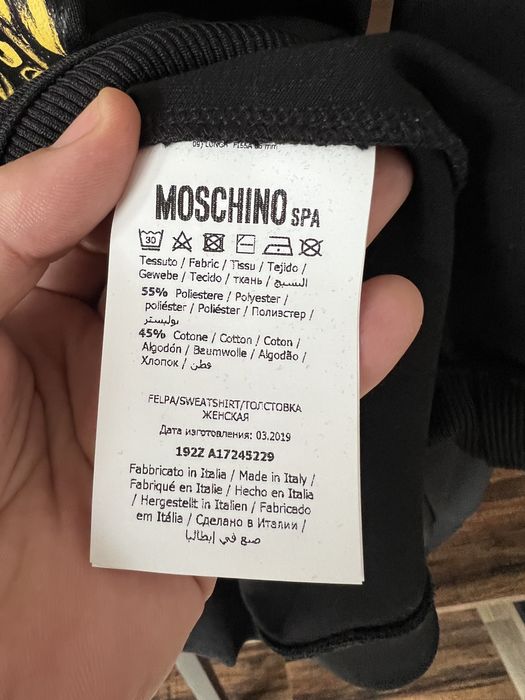 MOSCHINO SPA
30
Tessuto / Fabric / Tissu / Tejido /
Gewebe / Tecido / ткань / النسيج
55% Poliestere / Polyester /
poliéster / Poliéster / Полиэстер /
بوليستر
45% Cotone / Cotton / Coton /
Algodón / Baumwolle / Algodão /
Хлопок / قطن
FELPA/SWEATSHIRT/ТОЛСТОВКА
ЖЕНСКАЯ
Дата изготовления: 03.2019
192Z A17245229
Fabbricato in Italia / Made in Italy /
Fabriqué en Italie / Hecho en Italia
/ Hergestellt in Italien / Fabricado
em Itália / Сделано в Италии /
صنع في إيطاليا